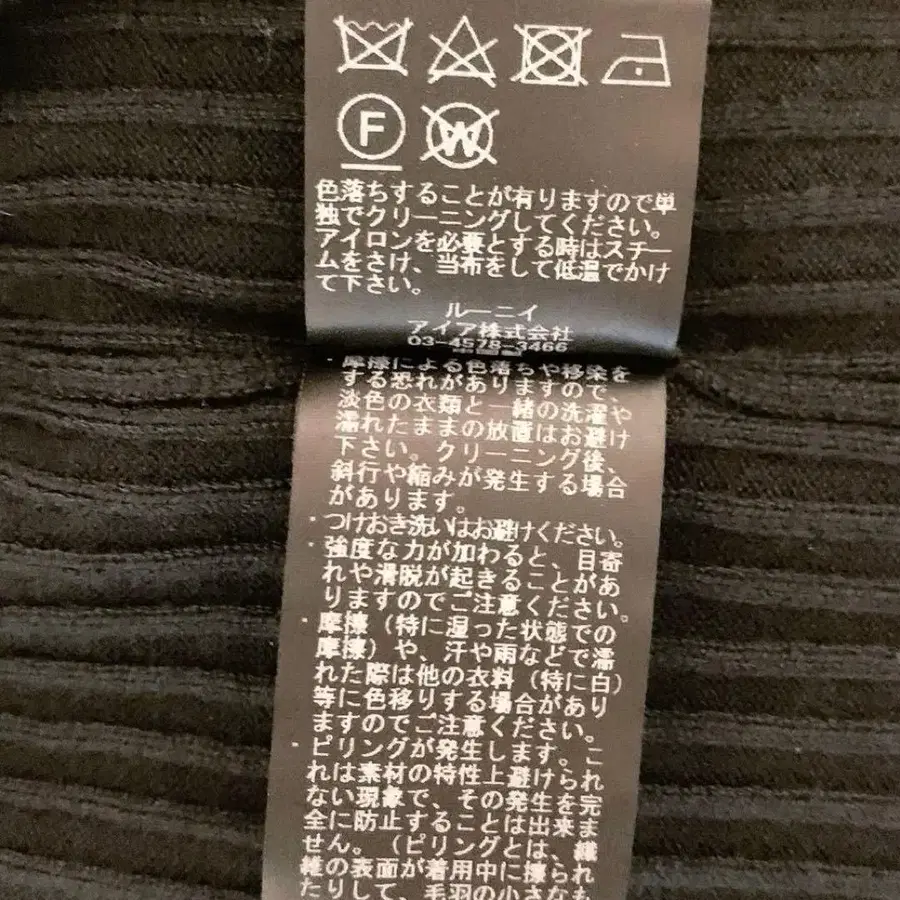 F
W
色落ちすることが有りますので単
独でクリーニングしてください。
アイロンを必要とする時はスチー
ムをさけ、当布をして低温でかけ
て下さい。
ルーニィ
アイア株式会社
03-4578-3466
・摩擦による色落ちや移染を
する恐れがありますので、
淡色の衣類と一緒の洗濯や
濡れたままの放置はお避け
下さい。クリーニング後、
斜行や縮みが発生する場合
があります。
・つけおき洗いはお避けください。
・強度な力が加わると、目寄
れや滑脱が起きることがあ
りますのでご注意ください。
・摩擦（特に湿った状態での
摩擦）や、汗や雨などで濡
れた際は他の衣料（特に白）
等に色移りする場合があり
ますのでご注意ください。
・ピリングが発生します。こ
れは素材の特性上避けられ
ない現象で、その発生を完
全に防止することは出来ま
せん。（ピリングとは、繊
維の表面が着用中に擦られ
たりして、毛羽の小さなも